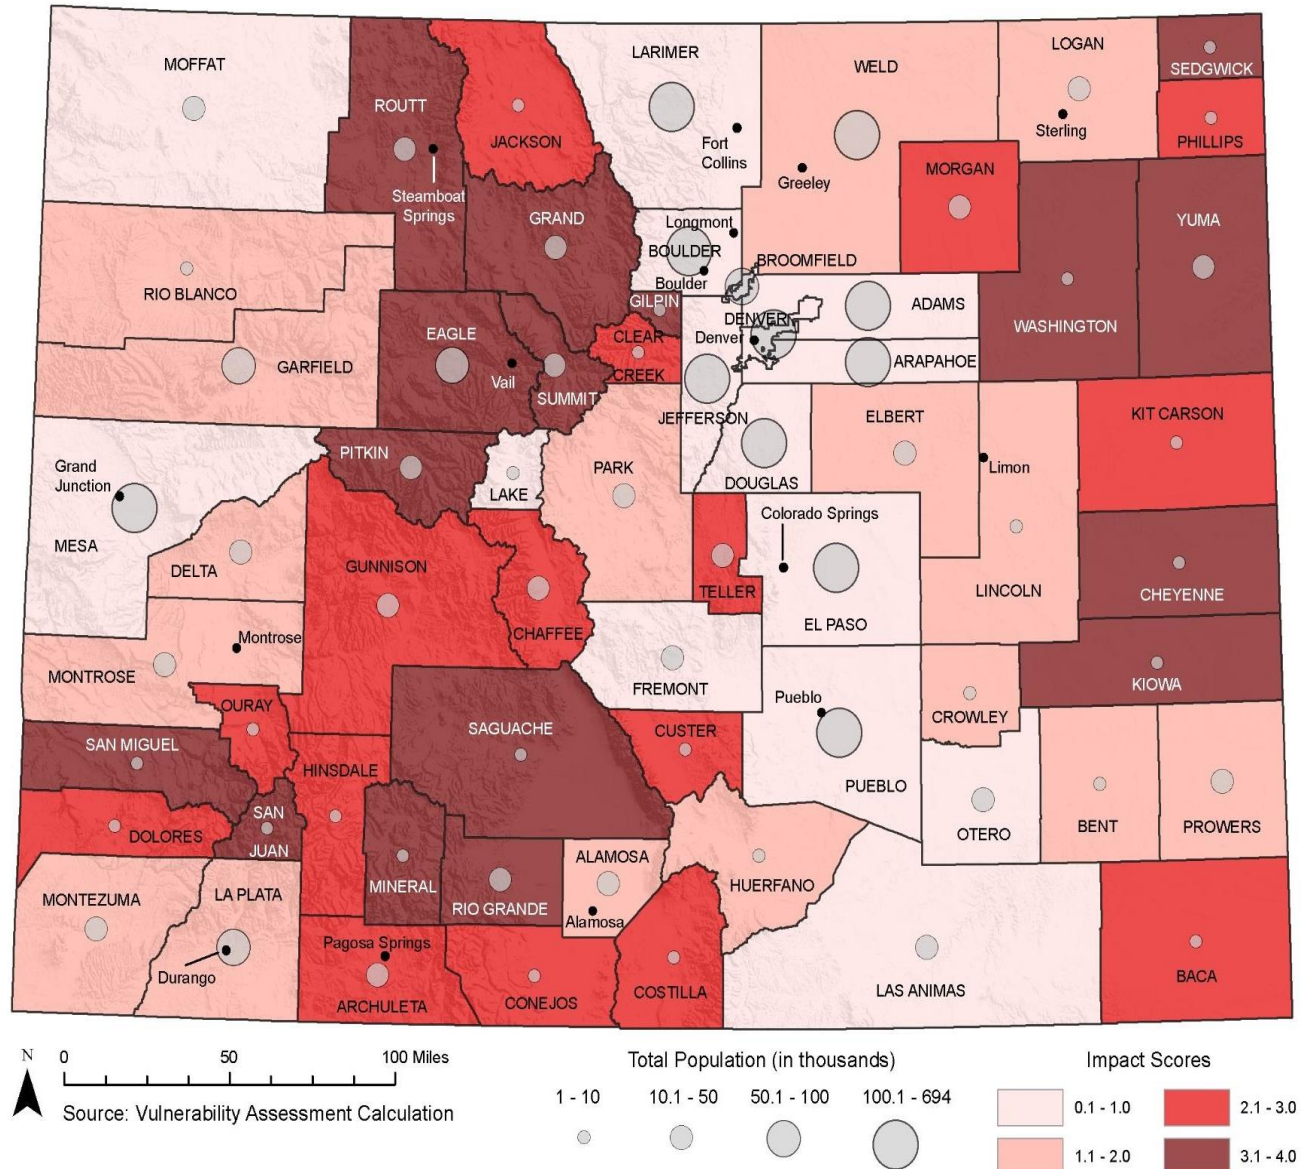 MOFFAT
ROUTT
JACKSON
LARIMER
WELD
LOGAN
SEDGWICK
PHILLIPS
Sterling
Fort
Collins
Greeley
MORGAN
Steamboat
Springs
GRAND
Longmont
BOULDER
Boulder
BROOMFIELD
WASHINGTON
YUMA
RIO BLANCO
GARFIELD
EAGLE
Vail
SUMMIT
GILPIN
CLEAR
CREEK
DENVER
Denver
ADAMS
ARAPAHOE
JEFFERSON
DOUGLAS
ELBERT
Limon
KIT CARSON
Grand
Junction
MESA
PITKIN
LAKE
PARK
DELTA
GUNNISON
CHAFFEE
TELLER
Colorado Springs
EL PASO
LINCOLN
CHEYENNE
Montrose
MONTROSE
OURAY
FREMONT
KIOWA
SAN MIGUEL
HINSDALE
SAGUACHE
CUSTER
Pueblo
PUEBLO
CROWLEY
OTERO
BENT
PROWERS
DOLORES
SAN
JUAN
MINERAL
RIO GRANDE
ALAMOSA
Alamosa
HUERFANO
MONTEZUMA
LA PLATA
Durango
Pagosa Springs
ARCHULETA
CONEJOS
COSTILLA
LAS ANIMAS
BACA
N
0 50 100 Miles
Source: Vulnerability Assessment Calculation
Total Population (in thousands)
1 - 10 10.1 - 50 50.1 - 100 100.1 - 694
Impact Scores
0.1 - 1.0 2.1 - 3.0
1.1 - 2.0 3.1 - 4.0